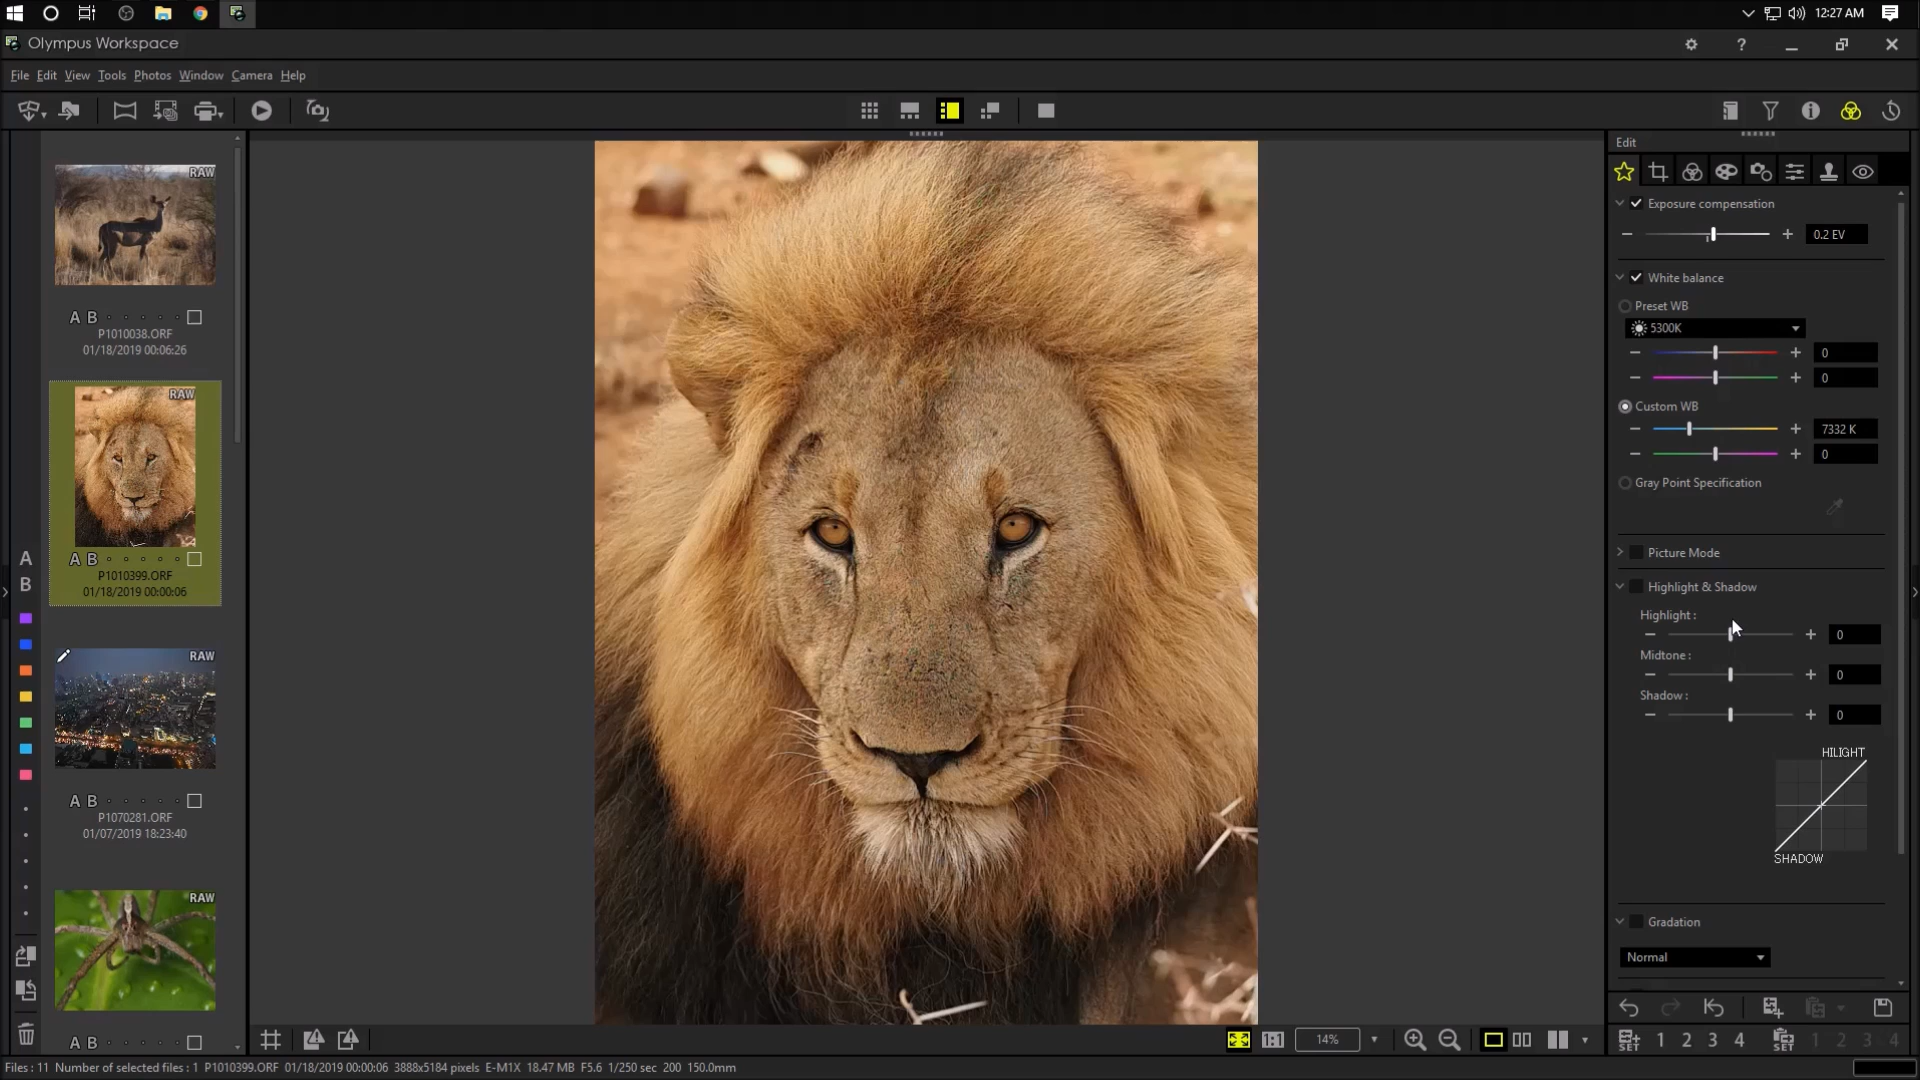 12:27 AM
Olympus Workspace
?
File Edit View Tools Photos Window Camera Help
Edit
RAW
A B
P1010038.ORF
01/18/2019 00:06:26
RAW
A B
P1010399.ORF
01/18/2019 00:00:06
RAW
A B
P1070281.ORF
01/07/2019 18:23:40
RAW
A B
A
B
Exposure compensation
0.2 EV
White balance
Preset WB
5300K
0
0
Custom WB
7332 K
0
Gray Point Specification
Picture Mode
Highlight & Shadow
Highlight :
0
Midtone :
0
Shadow :
0
HILIGHT
SHADOW
Gradation
Normal
1:1 14%
SET 1 2 3 4 SET 1 2 3 4
Files : 11 Number of selected files : 1 P1010399.ORF 01/18/2019 00:00:06 3888x5184 pixels E-M1X 18.47 MB F5.6 1/250 sec 200 150.0mm